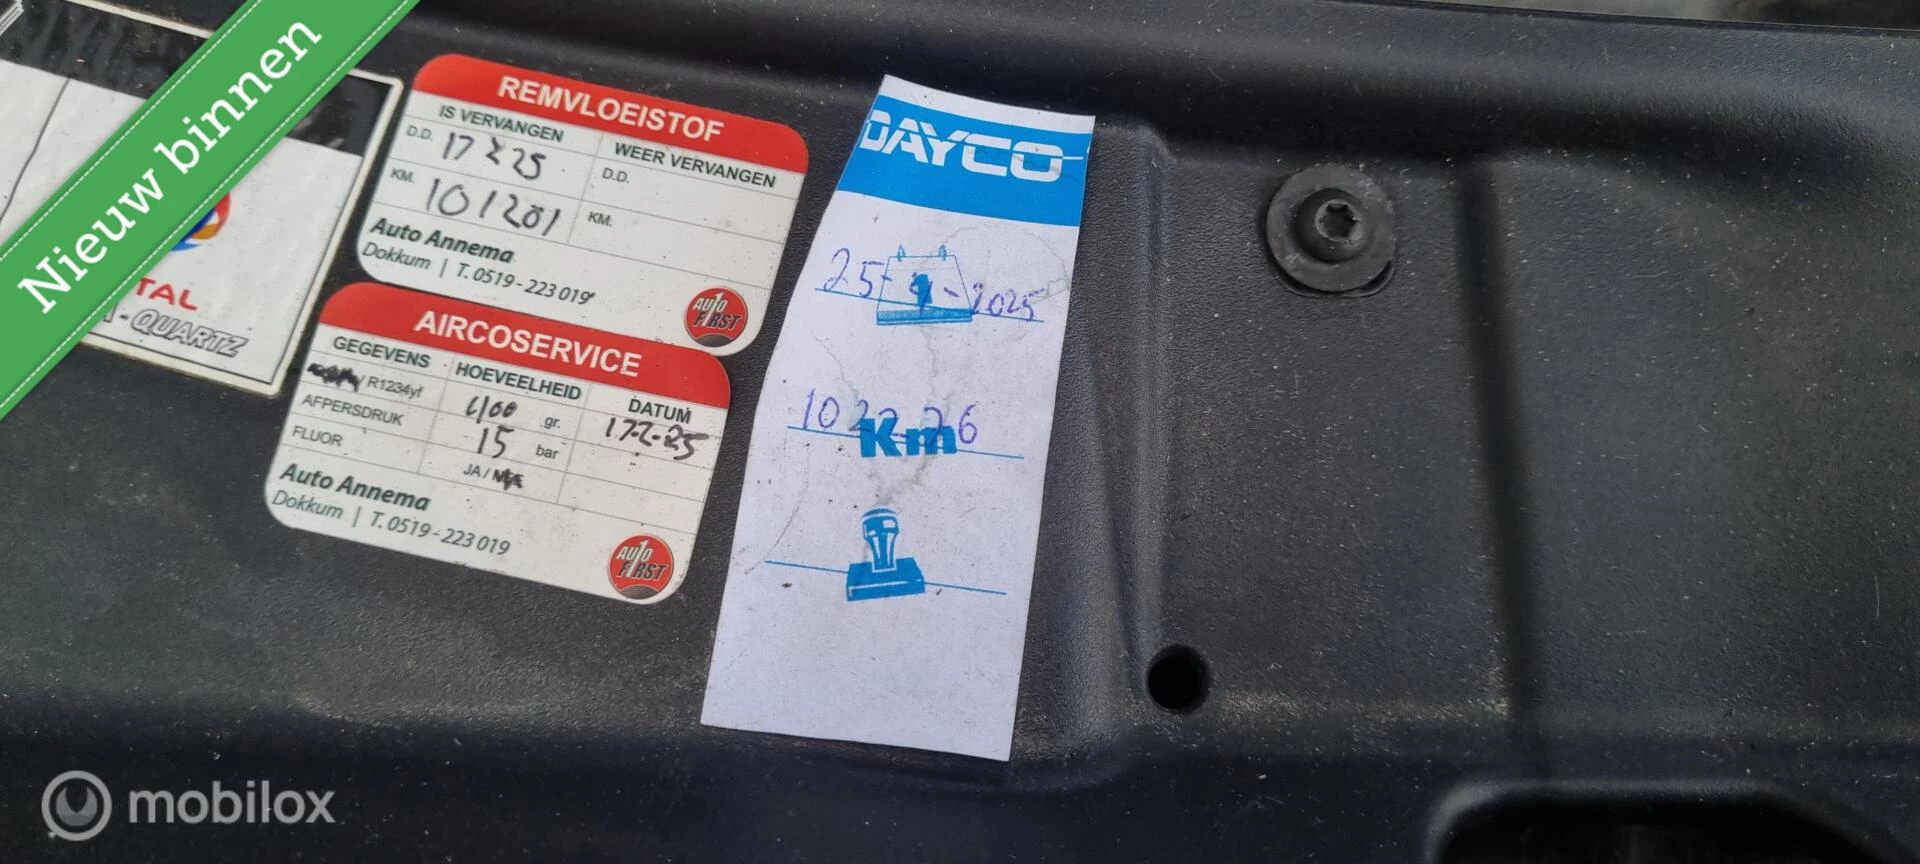 Nieuw binnen
TAL
- QUARTZ
REMVLOEISTOF
IS VERVANGEN
WEER VERVANGEN
D.D. 17 2 25
D.D.
KM. 101201
KM.
Auto Annema
Dokkum | T. 0519 - 223 019
AUTO FIRST
AIRCOSERVICE
GEGEVENS HOEVEELHEID DATUM
/ R1234yf 400 gr. 17-2-25
AFPERSDRUK 15 bar
FLUOR JA /
Auto Annema
Dokkum | T. 0519 - 223 019
AUTO FIRST
DAYCO
25-9-2025
102226
Km
mobilox